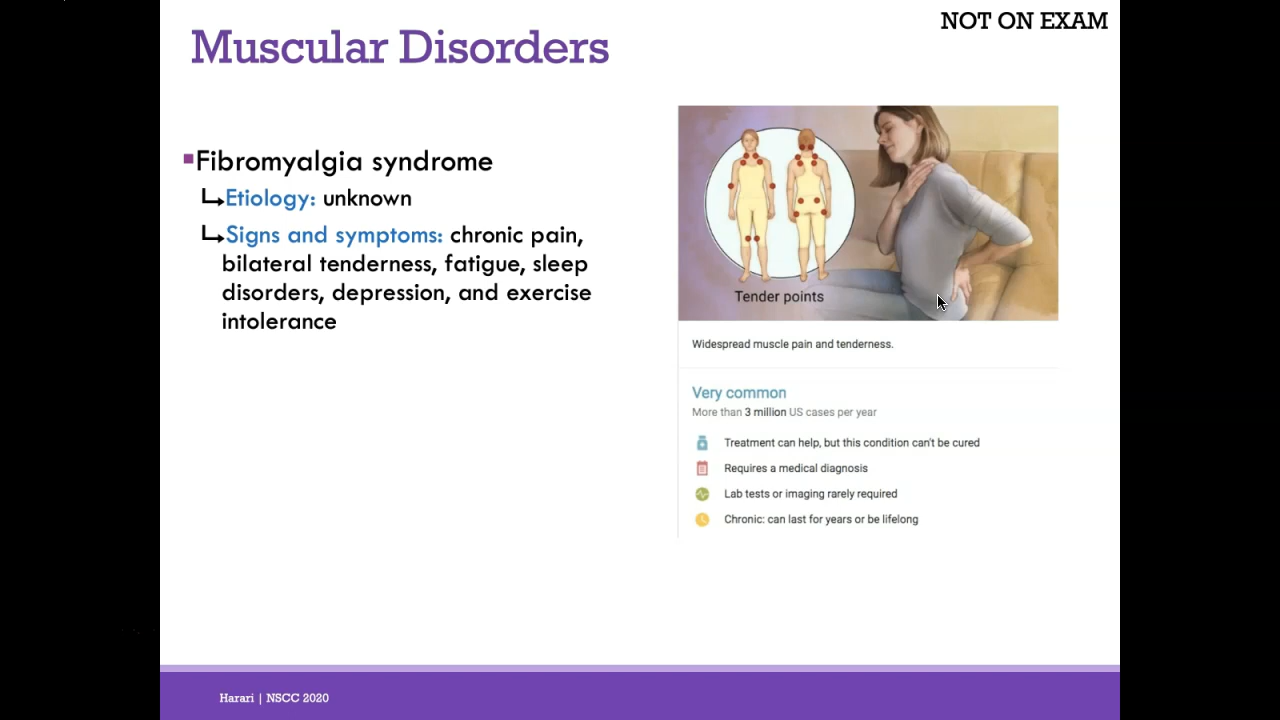 NOT ON EXAM
Muscular Disorders
Fibromyalgia syndrome
Etiology: unknown
Signs and symptoms: chronic pain,
bilateral tenderness, fatigue, sleep
disorders, depression, and exercise
intolerance
Tender points
Widespread muscle pain and tenderness.
Very common
More than 3 million US cases per year
Treatment can help, but this condition can't be cured
Requires a medical diagnosis
Lab tests or imaging rarely required
Chronic: can last for years or be lifelong
Harari | NSCC 2020